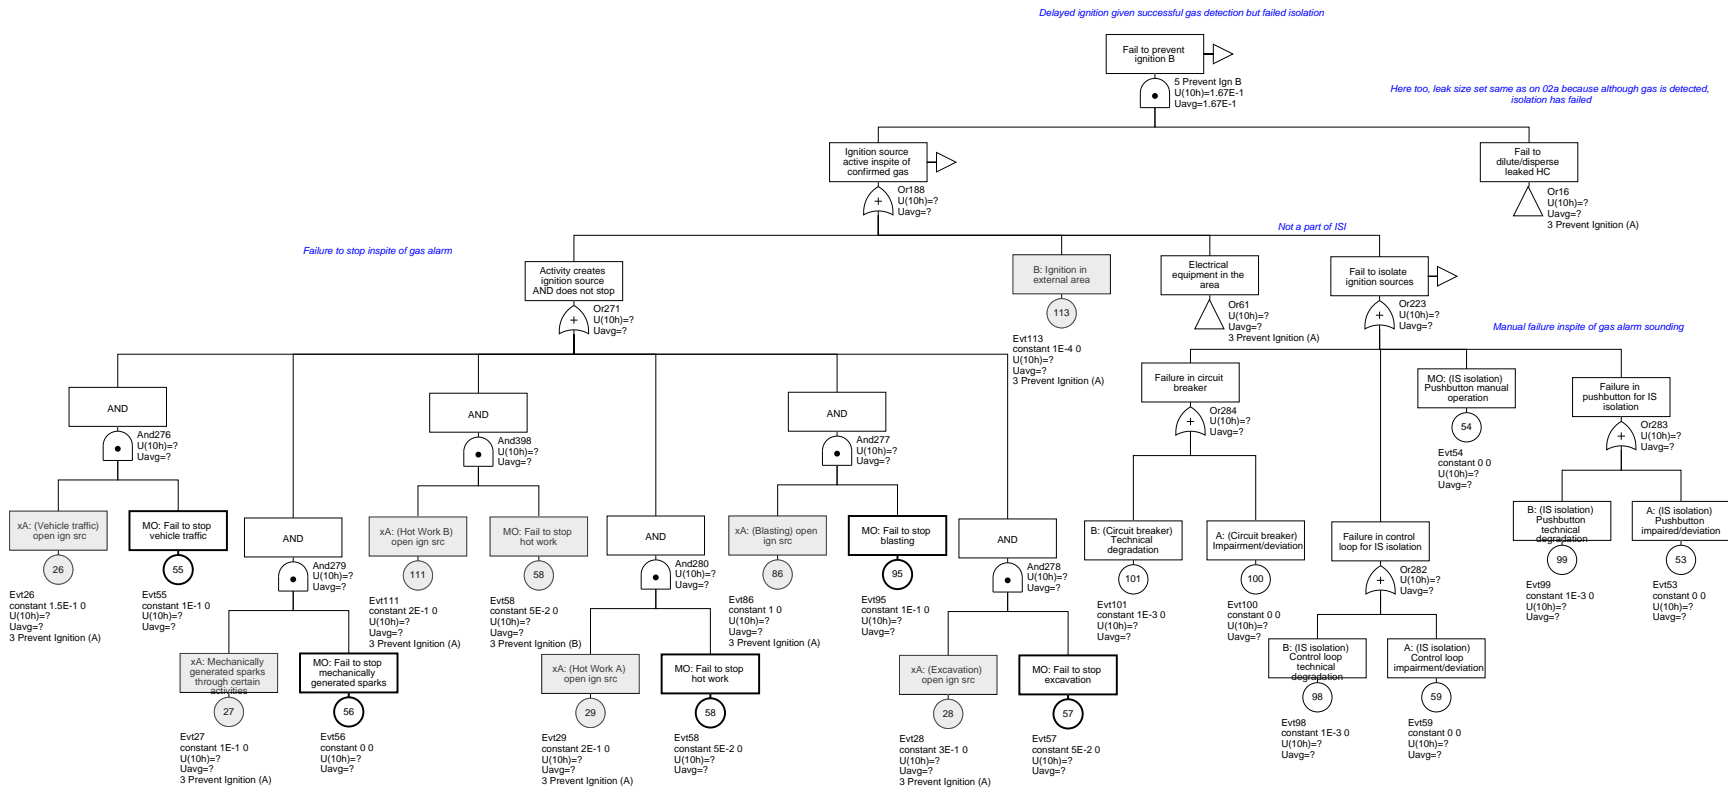 Delayed ignition given successful gas detection but failed isolation
Fail to prevent
ignition B
5 Prevent Ign B
U(10h)=1.67E-1
Uavg=1.67E-1
Here too, leak size set same as on 02a because although gas is detected,
isolation has failed
Ignition source
active inspite of
confirmed gas
Or188
U(10h)=?
Uavg=?
Fail to
dilute/disperse
leaked HC
Or16
U(10h)=?
Uavg=?
3 Prevent Ignition (A)
Failure to stop inspite of gas alarm
Not a part of ISI
Activity creates
ignition source
AND does not stop
Or271
U(10h)=?
Uavg=?
B: Ignition in
external area
113
Evt113
constant 1E-4 0
U(10h)=?
Uavg=?
3 Prevent Ignition (A)
Electrical
equipment in the
area
Or61
U(10h)=?
Uavg=?
3 Prevent Ignition (A)
Fail to isolate
ignition sources
Or223
U(10h)=?
Uavg=?
Manual failure inspite of gas alarm sounding
AND
And276
U(10h)=?
Uavg=?
AND
And398
U(10h)=?
Uavg=?
AND
And277
U(10h)=?
Uavg=?
Failure in circuit
breaker
Or284
U(10h)=?
Uavg=?
MO: (IS isolation)
Pushbutton manual
operation
54
Evt54
constant 0 0
U(10h)=?
Uavg=?
Failure in
pushbutton for IS
isolation
Or283
U(10h)=?
Uavg=?
xA: (Vehicle traffic)
open ign src
26
Evt26
constant 1.5E-1 0
U(10h)=?
Uavg=?
3 Prevent Ignition (A)
MO: Fail to stop
vehicle traffic
55
Evt55
constant 1E-1 0
U(10h)=?
Uavg=?
AND
And279
U(10h)=?
Uavg=?
xA: (Hot Work B)
open ign src
111
Evt111
constant 2E-1 0
U(10h)=?
Uavg=?
3 Prevent Ignition (A)
MO: Fail to stop
hot work
58
Evt58
constant 5E-2 0
U(10h)=?
Uavg=?
3 Prevent Ignition (B)
AND
And280
U(10h)=?
Uavg=?
xA: (Blasting) open
ign src
86
Evt86
constant 1 0
U(10h)=?
Uavg=?
3 Prevent Ignition (A)
MO: Fail to stop
blasting
95
Evt95
constant 1E-1 0
U(10h)=?
Uavg=?
AND
And278
U(10h)=?
Uavg=?
B: (Circuit breaker)
Technical
degradation
101
Evt101
constant 1E-3 0
U(10h)=?
Uavg=?
A: (Circuit breaker)
Impairment/deviation
100
Evt100
constant 0 0
U(10h)=?
Uavg=?
Failure in control
loop for IS isolation
Or282
U(10h)=?
Uavg=?
B: (IS isolation)
Pushbutton
technical
degradation
99
Evt99
constant 1E-3 0
U(10h)=?
Uavg=?
A: (IS isolation)
Pushbutton
impaired/deviation
53
Evt53
constant 0 0
U(10h)=?
Uavg=?
xA: Mechanically
generated sparks
through certain
activities
27
Evt27
constant 1E-1 0
U(10h)=?
Uavg=?
3 Prevent Ignition (A)
MO: Fail to stop
mechanically
generated sparks
56
Evt56
constant 0 0
U(10h)=?
Uavg=?
xA: (Hot Work A)
open ign src
29
Evt29
constant 2E-1 0
U(10h)=?
Uavg=?
3 Prevent Ignition (A)
MO: Fail to stop
hot work
58
Evt58
constant 5E-2 0
U(10h)=?
Uavg=?
xA: (Excavation)
open ign src
28
Evt28
constant 3E-1 0
U(10h)=?
Uavg=?
3 Prevent Ignition (A)
MO: Fail to stop
excavation
57
Evt57
constant 5E-2 0
U(10h)=?
Uavg=?
B: (IS isolation)
Control loop
technical
degradation
98
Evt98
constant 1E-3 0
U(10h)=?
Uavg=?
A: (IS isolation)
Control loop
impairment/deviation
59
Evt59
constant 0 0
U(10h)=?
Uavg=?